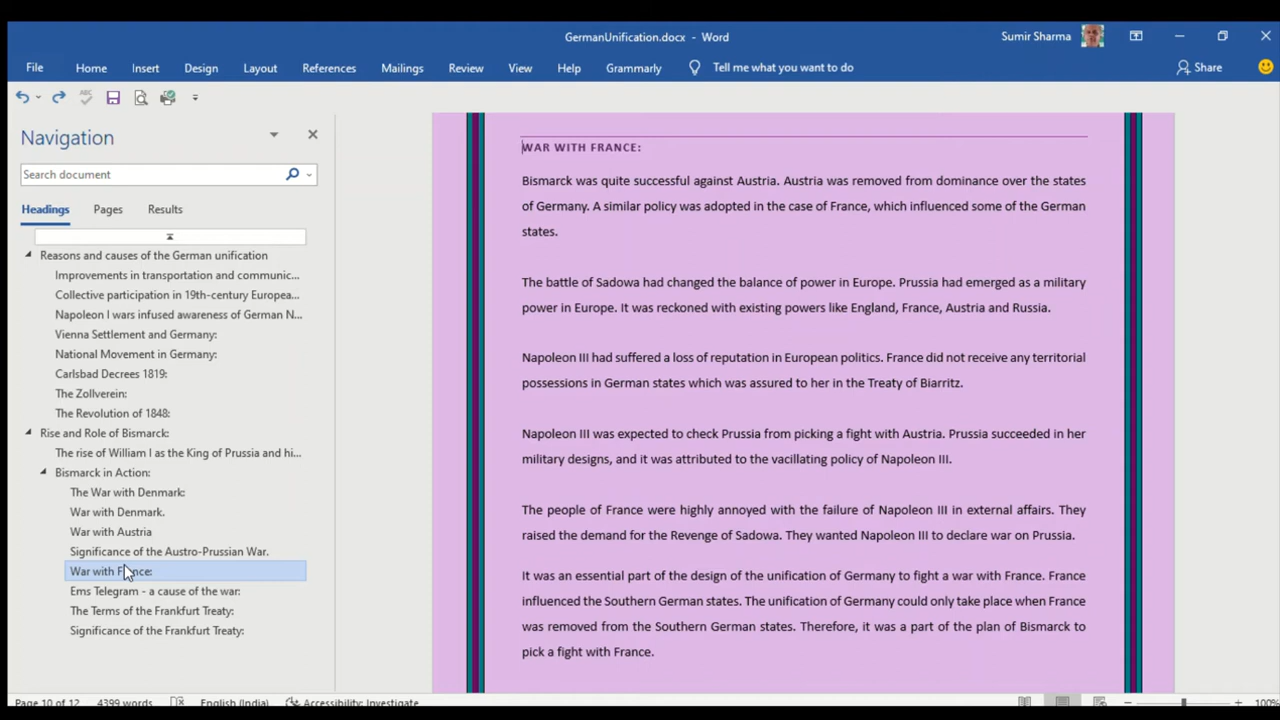 GermanUnification.docx - Word
Sumir Sharma
File Home Insert Design Layout References Mailings Review View Help Grammarly Tell me what you want to do Share
Navigation
Search document
Headings Pages Results
Reasons and causes of the German unification
Improvements in transportation and communic...
Collective participation in 19th-century Europea...
Napoleon I wars infused awareness of German N...
Vienna Settlement and Germany:
National Movement in Germany:
Carlsbad Decrees 1819:
The Zollverein:
The Revolution of 1848:
Rise and Role of Bismarck:
The rise of William I as the King of Prussia and hi...
Bismarck in Action:
The War with Denmark:
War with Denmark.
War with Austria
Significance of the Austro-Prussian War.
War with France:
Ems Telegram - a cause of the war:
The Terms of the Frankfurt Treaty:
Significance of the Frankfurt Treaty:
WAR WITH FRANCE:
Bismarck was quite successful against Austria. Austria was removed from dominance over the states
of Germany. A similar policy was adopted in the case of France, which influenced some of the German
states.
The battle of Sadowa had changed the balance of power in Europe. Prussia had emerged as a military
power in Europe. It was reckoned with existing powers like England, France, Austria and Russia.
Napoleon III had suffered a loss of reputation in European politics. France did not receive any territorial
possessions in German states which was assured to her in the Treaty of Biarritz.
Napoleon III was expected to check Prussia from picking a fight with Austria. Prussia succeeded in her
military designs, and it was attributed to the vacillating policy of Napoleon III.
The people of France were highly annoyed with the failure of Napoleon III in external affairs. They
raised the demand for the Revenge of Sadowa. They wanted Napoleon III to declare war on Prussia.
It was an essential part of the design of the unification of Germany to fight a war with France. France
influenced the Southern German states. The unification of Germany could only take place when France
was removed from the Southern German states. Therefore, it was a part of the plan of Bismarck to
pick a fight with France.
Page 10 of 12 4399 words English (India) Accessibility: Investigate 100%